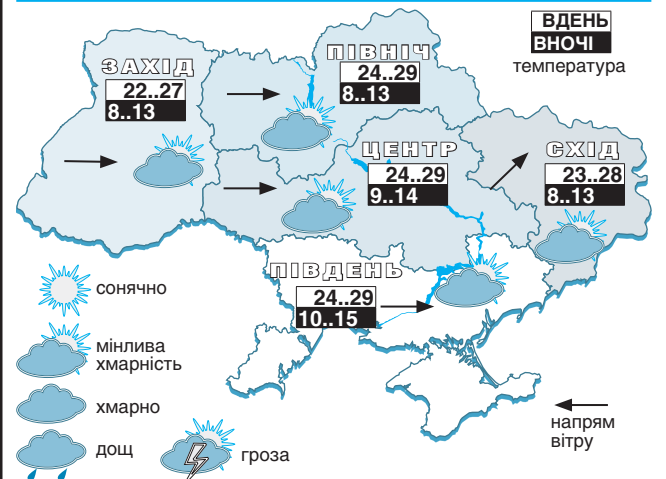 ВДЕНЬ
ВНОЧІ
температура
ЗАХІД
22..27
8..13
ПІВНІЧ
24..29
8..13
ЦЕНТР
24..29
9..14
СХІД
23..28
8..13
ПІВДЕНЬ
24..29
10..15
сонячно
мінлива
хмарність
хмарно
дощ
гроза
напрям
вітру